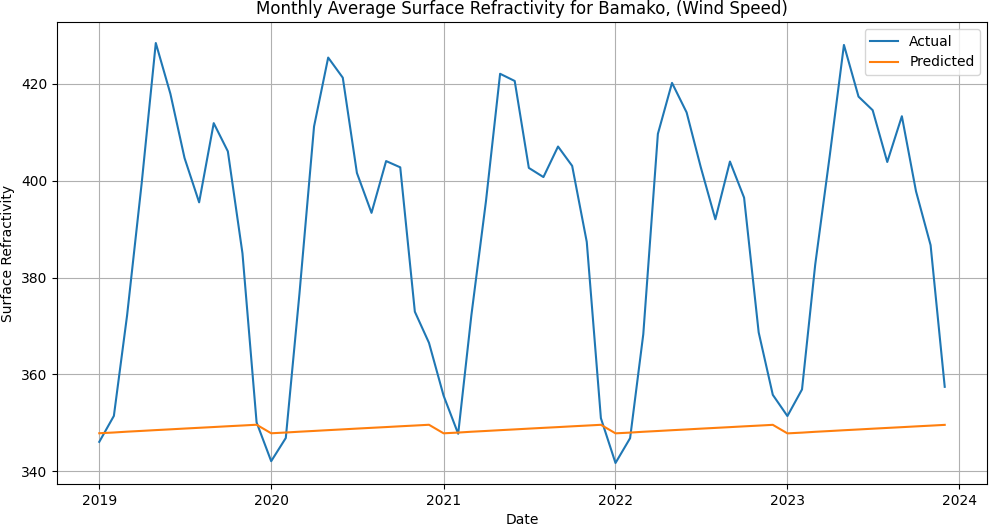 Monthly Average Surface Refractivity for Bamako, (Wind Speed)
Actual
Predicted
Surface Refractivity
420
400
380
360
340
2019 2020 2021 2022 2023 2024
Date